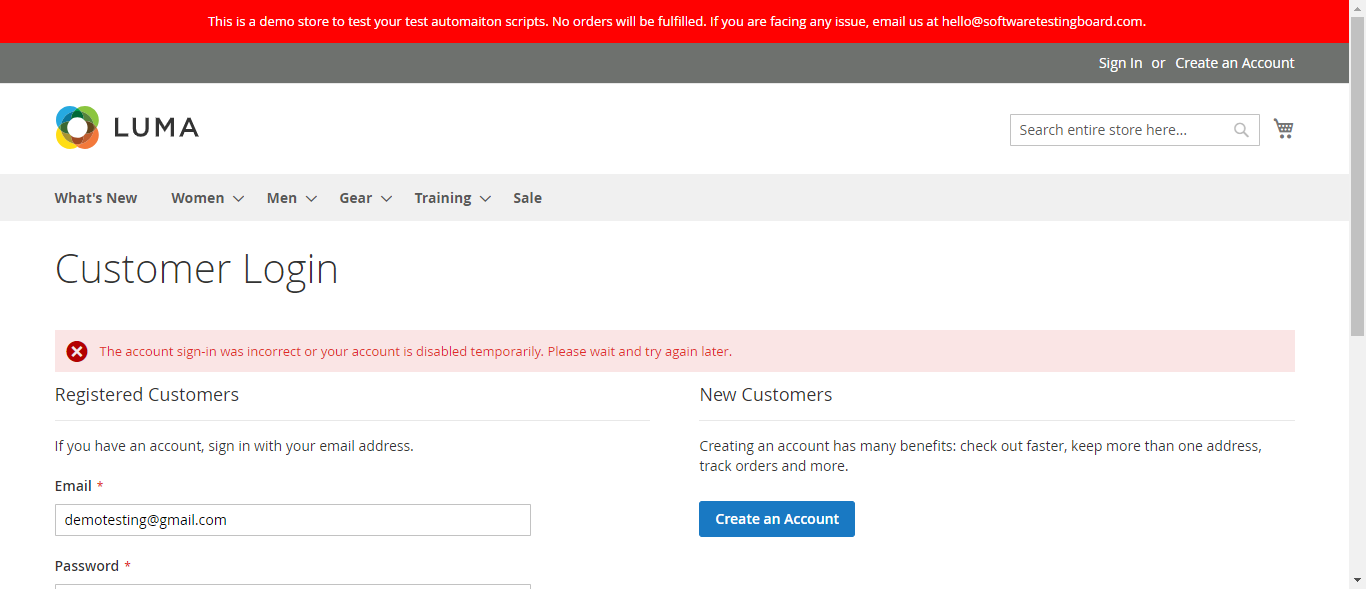 This is a demo store to test your test automaiton scripts. No orders will be fulfilled. If you are facing any issue, email us at hello@softwaretestingboard.com.
Sign In or Create an Account
LUMA
Search entire store here...
What's New Women Men Gear Training Sale
Customer Login
The account sign-in was incorrect or your account is disabled temporarily. Please wait and try again later.
Registered Customers
If you have an account, sign in with your email address.
Email *
demotesting@gmail.com
Password *
New Customers
Creating an account has many benefits: check out faster, keep more than one address,
track orders and more.
Create an Account